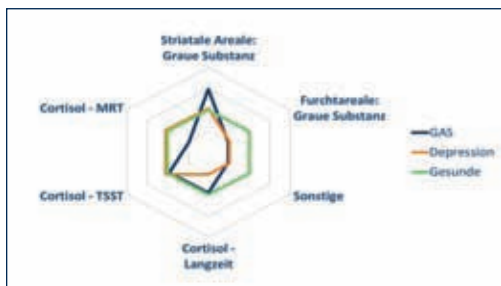 Striatale Areale:
Graue Substanz
Cortisol - MRT
Furchtareale:
Graue Substanz
GAS
Depression
Gesunde
Cortisol - TSST
Sonstige
Cortisol -
Langzeit